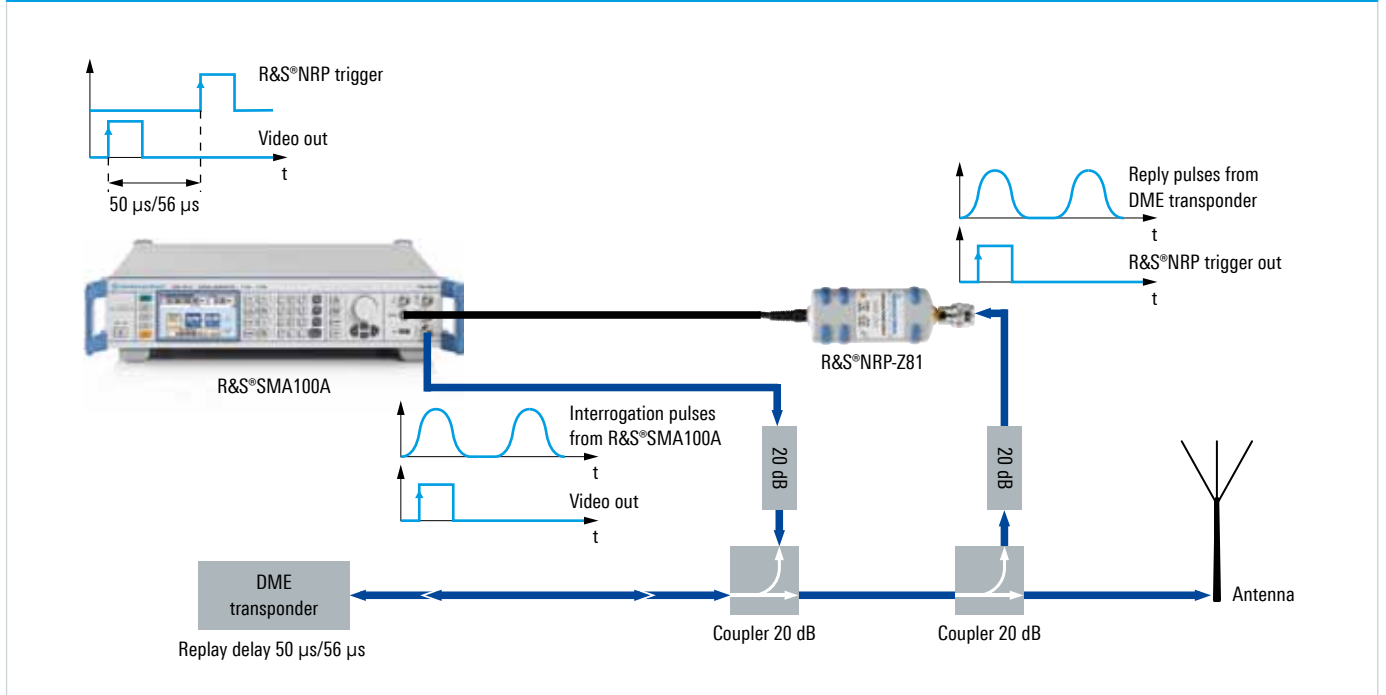 R&S®NRP trigger
Video out
t
50 µs/56 µs
Reply pulses from
DME transponder
t
R&S®NRP trigger out
t
R&S®SMA100A
R&S®NRP-Z81
Interrogation pulses
from R&S®SMA100A
t
Video out
t
20 dB
20 dB
DME
transponder
Replay delay 50 µs/56 µs
Coupler 20 dB
Coupler 20 dB
Antenna